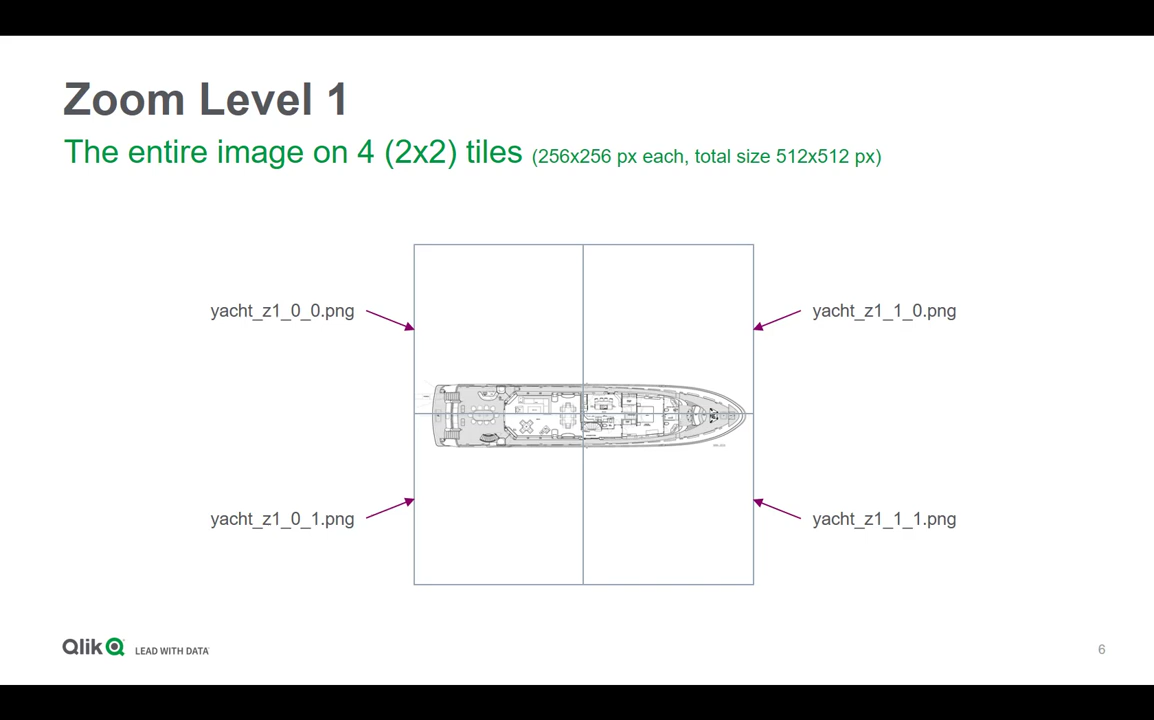 Zoom Level 1
The entire image on 4 (2x2) tiles (256x256 px each, total size 512x512 px)
yacht_z1_0_0.png
yacht_z1_1_0.png
yacht_z1_0_1.png
yacht_z1_1_1.png
Qlik LEAD WITH DATA
6